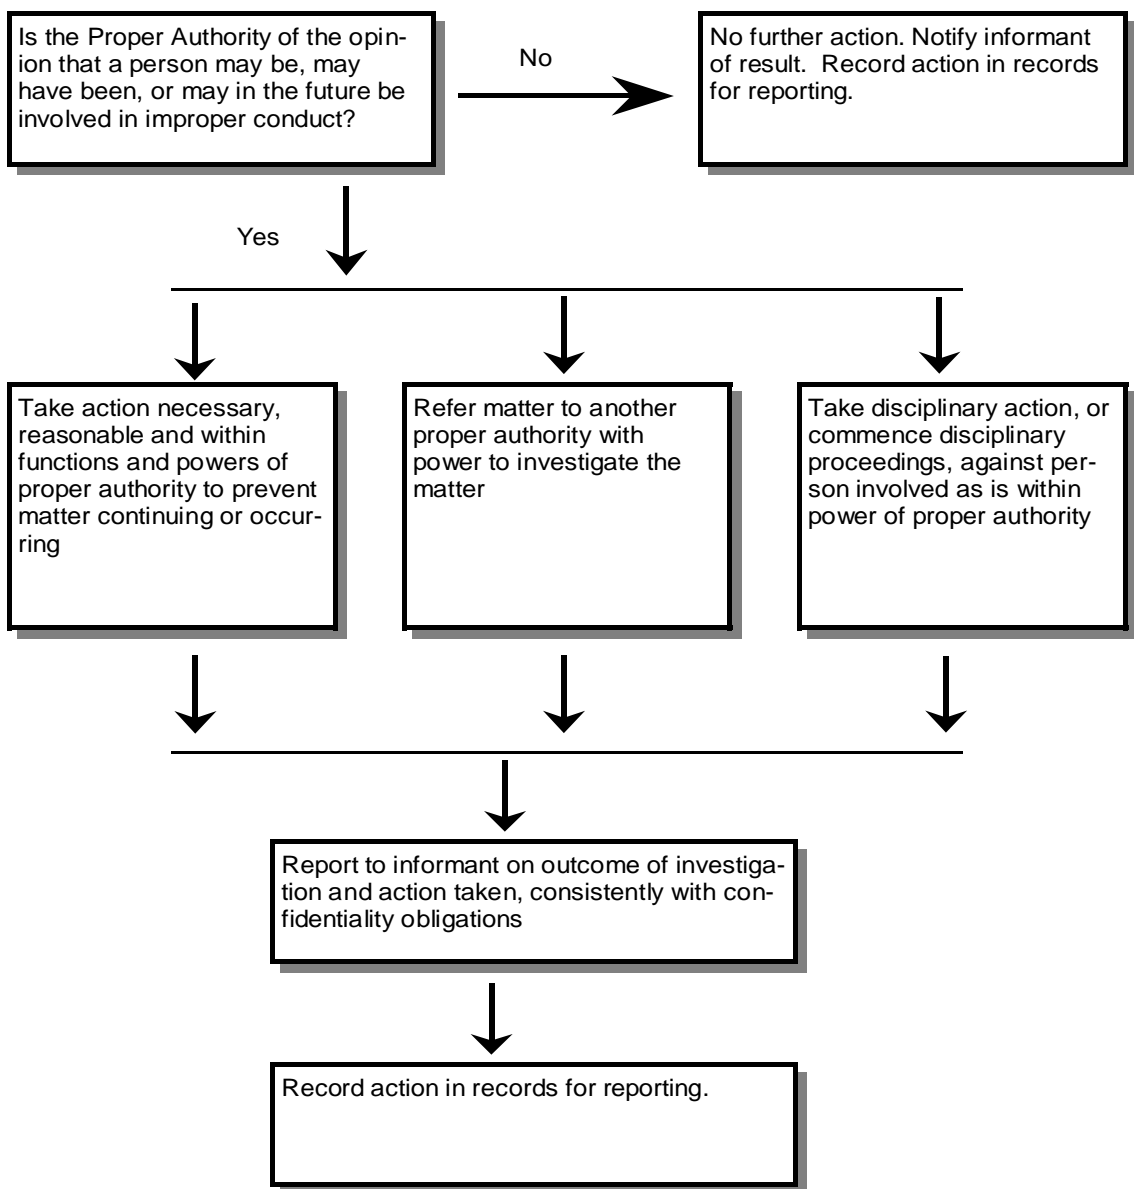 Is the Proper Authority of the opin-
ion that a person may be, may
have been, or may in the future be
involved in improper conduct?
No
No further action. Notify informant
of result.  Record action in records
for reporting.
Yes
Take action necessary,
reasonable and within
functions and powers of
proper authority to prevent
matter continuing or occur-
ring
Refer matter to another
proper authority with
power to investigate the
matter
Take disciplinary action, or
commence disciplinary
proceedings, against per-
son involved as is within
power of proper authority
Report to informant on outcome of investiga-
tion and action taken, consistently with con-
fidentiality obligations
Record action in records for reporting.